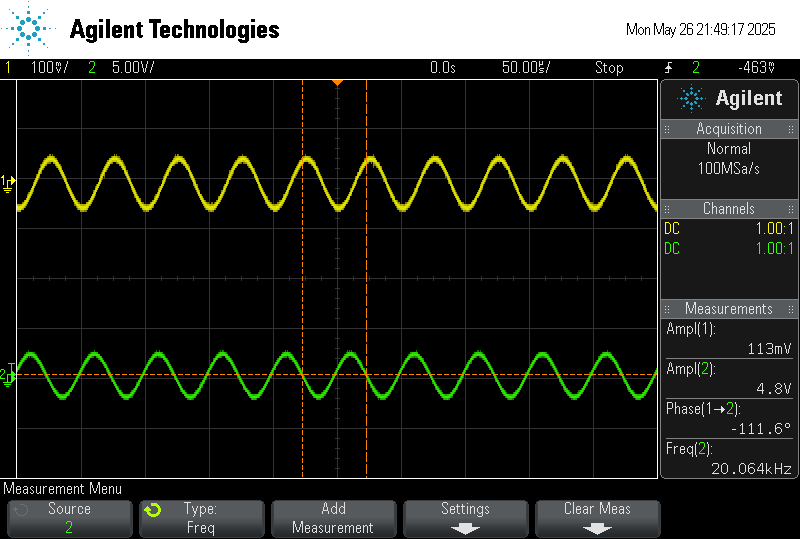 Agilent Technologies
Mon May 26 21:49:17 2025
1 100mV/ 2 5.00V/ 0.0s 50.00us/ Stop 2 -463mV
Agilent
Acquisition
Normal
100MSa/s
Channels
DC 1.00:1
DC 1.00:1
Measurements
Ampl(1):
113mV
Ampl(2):
4.8V
Phase(1→2):
-111.6°
Freq(2):
20.064kHz
1
T
2
Measurement Menu
Source
2
Type:
Freq
Add
Measurement
Settings
Clear Meas